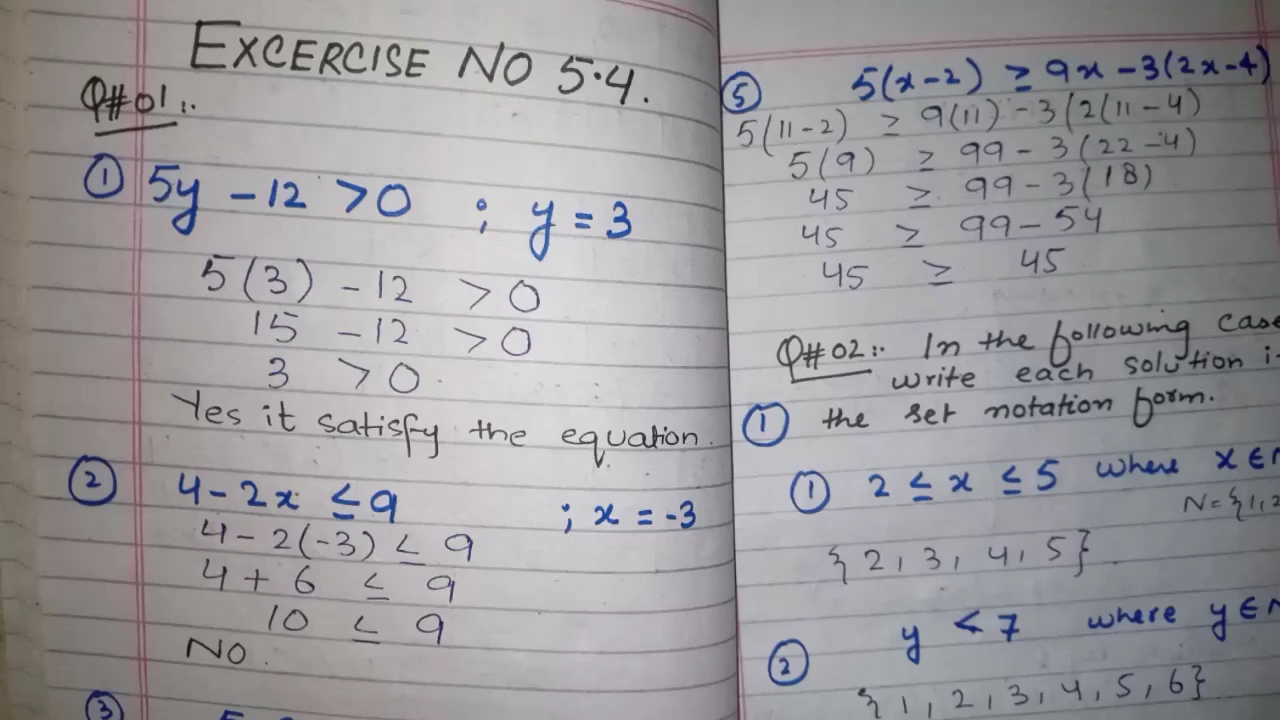 EXCERCISE NO 5.4.
Q#01:.
① 5y - 12 > 0 ; y = 3
5(3) - 12 > 0
15 - 12 > 0
3 > 0.
Yes it satisfy the equation.
② 4 - 2x ≤ 9 ; x = -3
4 - 2(-3) ≤ 9
4 + 6 ≤ 9
10 ≤ 9
NO.
③
⑤ 5(x-2) ≥ 9x - 3(2x-4)
5(11-2) ≥ 9(11) - 3(2(11-4)
5(9) ≥ 99 - 3(22-4)
45 ≥ 99 - 3(18)
45 ≥ 99 - 54
45 ≥ 45
Q#02:. In the following case
write each solution i
① the set notation form.
① 2 ≤ x ≤ 5 where x ∈ N
N = {1, 2
{2, 3, 4, 5}
② y < 7 where y ∈ N
{1, 2, 3, 4, 5, 6}